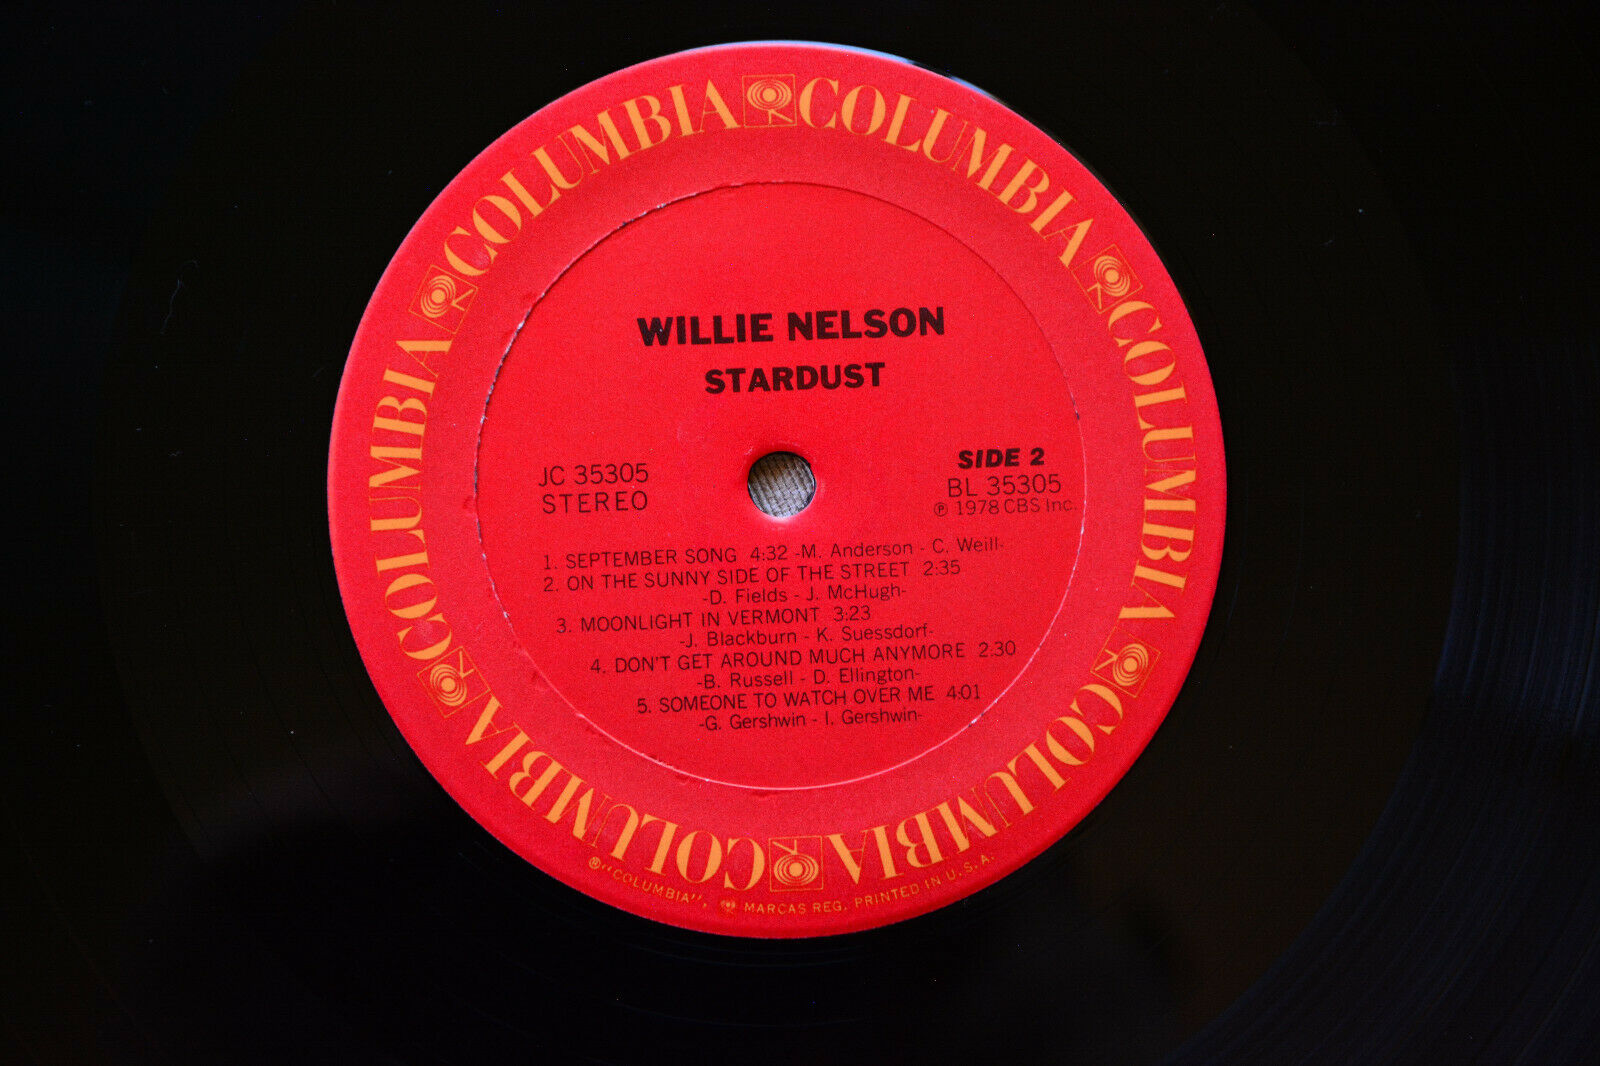 COLUMBIA COLUMBIA COLUMBIA COLUMBIA COLUMBIA COLUMBIA COLUMBIA COLUMBIA
WILLIE NELSON
STARDUST
JC 35305
STEREO
SIDE 2
BL 35305
℗ 1978 CBS Inc.
1. SEPTEMBER SONG 4:32 -M. Anderson - C. Weill-
2. ON THE SUNNY SIDE OF THE STREET 2:35
-D. Fields - J. McHugh-
3. MOONLIGHT IN VERMONT 3:23
-J. Blackburn - K. Suessdorf-
4. DON'T GET AROUND MUCH ANYMORE 2:30
-B. Russell - D. Ellington-
5. SOMEONE TO WATCH OVER ME 4:01
-G. Gershwin - I. Gershwin-
® "COLUMBIA", MARCAS REG. PRINTED IN U.S.A.